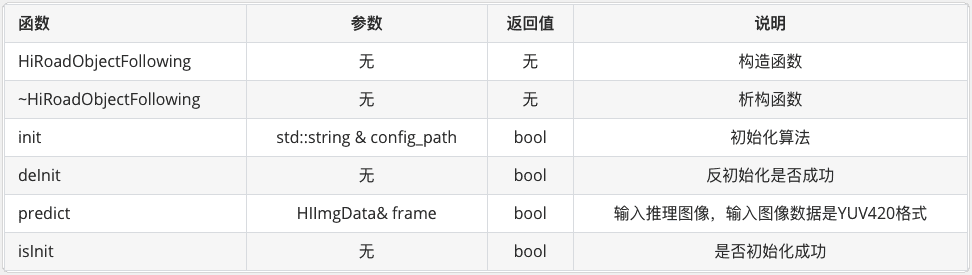 函数 参数 返回值 说明
HiRoadObjectFollowing 无 无 构造函数
~HiRoadObjectFollowing 无 无 析构函数
init std::string & config_path bool 初始化算法
deInit 无 bool 反初始化是否成功
predict HIImgData& frame bool 输入推理图像，输入图像数据是YUV420格式
isInit 无 bool 是否初始化成功